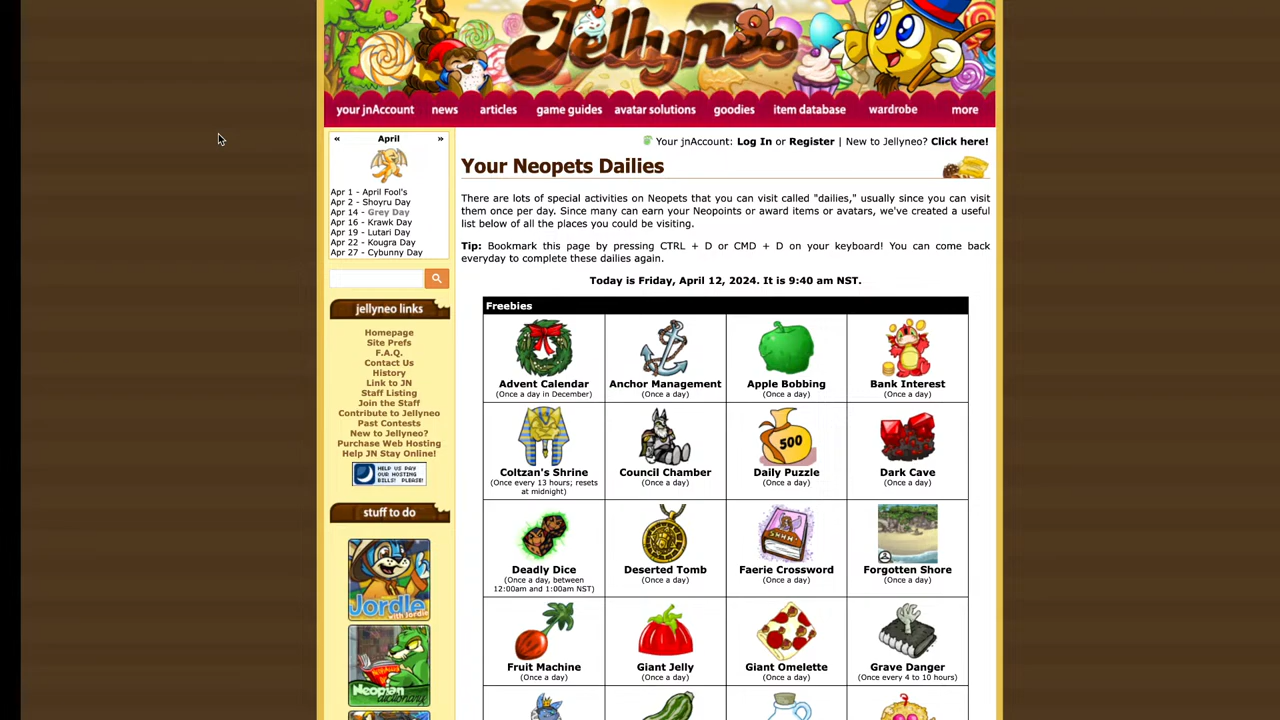 Jellyneo
your jnAccount news articles game guides avatar solutions goodies item database wardrobe more
« April »
Apr 1 - April Fool's
Apr 2 - Shoyru Day
Apr 14 - Grey Day
Apr 16 - Krawk Day
Apr 19 - Lutari Day
Apr 22 - Kougra Day
Apr 27 - Cybunny Day
jellyneo links
Homepage
Site Prefs
F.A.Q.
Contact Us
History
Link to JN
Staff Listing
Join the Staff
Contribute to Jellyneo
Past Contests
New to Jellyneo?
Purchase Web Hosting
Help JN Stay Online!
HELP US PAY
OUR HOSTING
BILLS! PLEASE!
stuff to do
Jordle
with Jordie
Neopian
dictionary
Your jnAccount: Log In or Register | New to Jellyneo? Click here!
Your Neopets Dailies
There are lots of special activities on Neopets that you can visit called "dailies," usually since you can visit
them once per day. Since many can earn your Neopoints or award items or avatars, we've created a useful
list below of all the places you could be visiting.
Tip: Bookmark this page by pressing CTRL + D or CMD + D on your keyboard! You can come back
everyday to complete these dailies again.
Today is Friday, April 12, 2024. It is 9:40 am NST.
Freebies
Advent Calendar
(Once a day in December)
Anchor Management
(Once a day)
Apple Bobbing
(Once a day)
Bank Interest
(Once a day)
Coltzan's Shrine
(Once every 13 hours; resets
at midnight)
Council Chamber
(Once a day)
500
Daily Puzzle
(Once a day)
Dark Cave
(Once a day)
Deadly Dice
(Once a day, between
12:00am and 1:00am NST)
Deserted Tomb
(Once a day)
Faerie Crossword
(Once a day)
Forgotten Shore
(Once a day)
Fruit Machine
(Once a day)
Giant Jelly
(Once a day)
Giant Omelette
(Once a day)
Grave Danger
(Once every 4 to 10 hours)